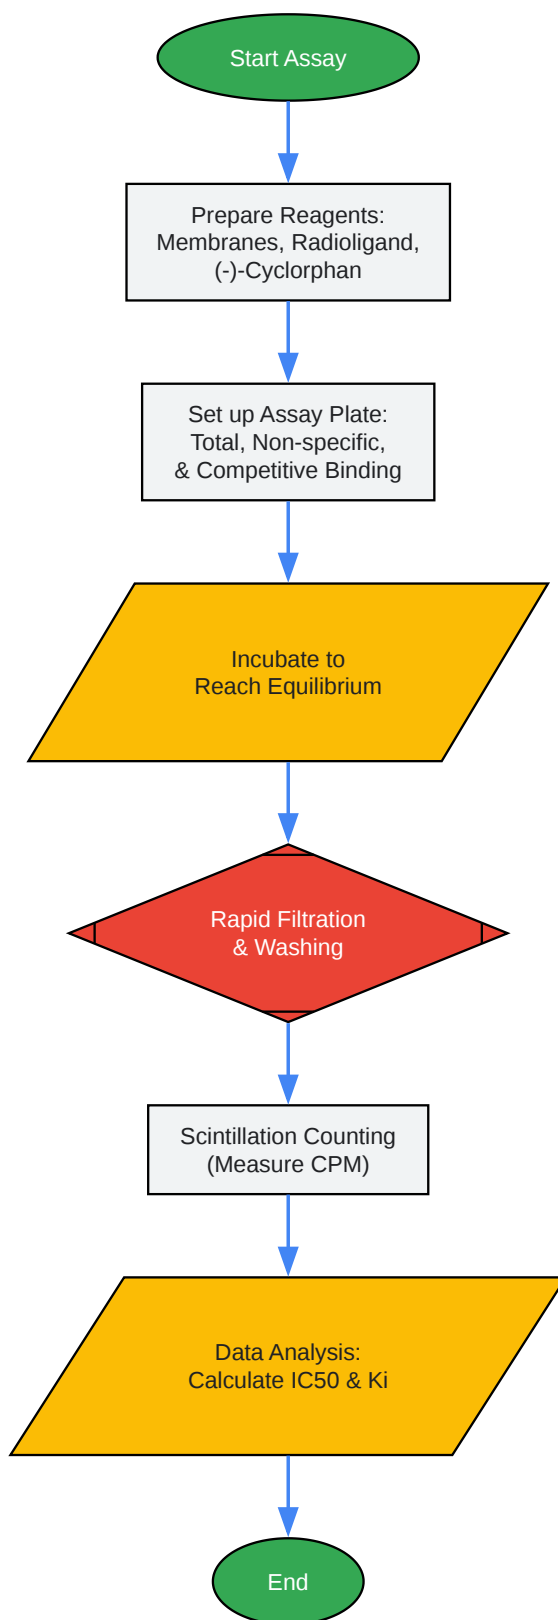 Start Assay
Prepare Reagents:
Membranes, Radioligand,
(-)-Cyclorphan
Set up Assay Plate:
Total, Non-specific,
& Competitive Binding
Incubate to
Reach Equilibrium
Rapid Filtration
& Washing
Scintillation Counting
(Measure CPM)
Data Analysis:
Calculate IC50 & Ki
End